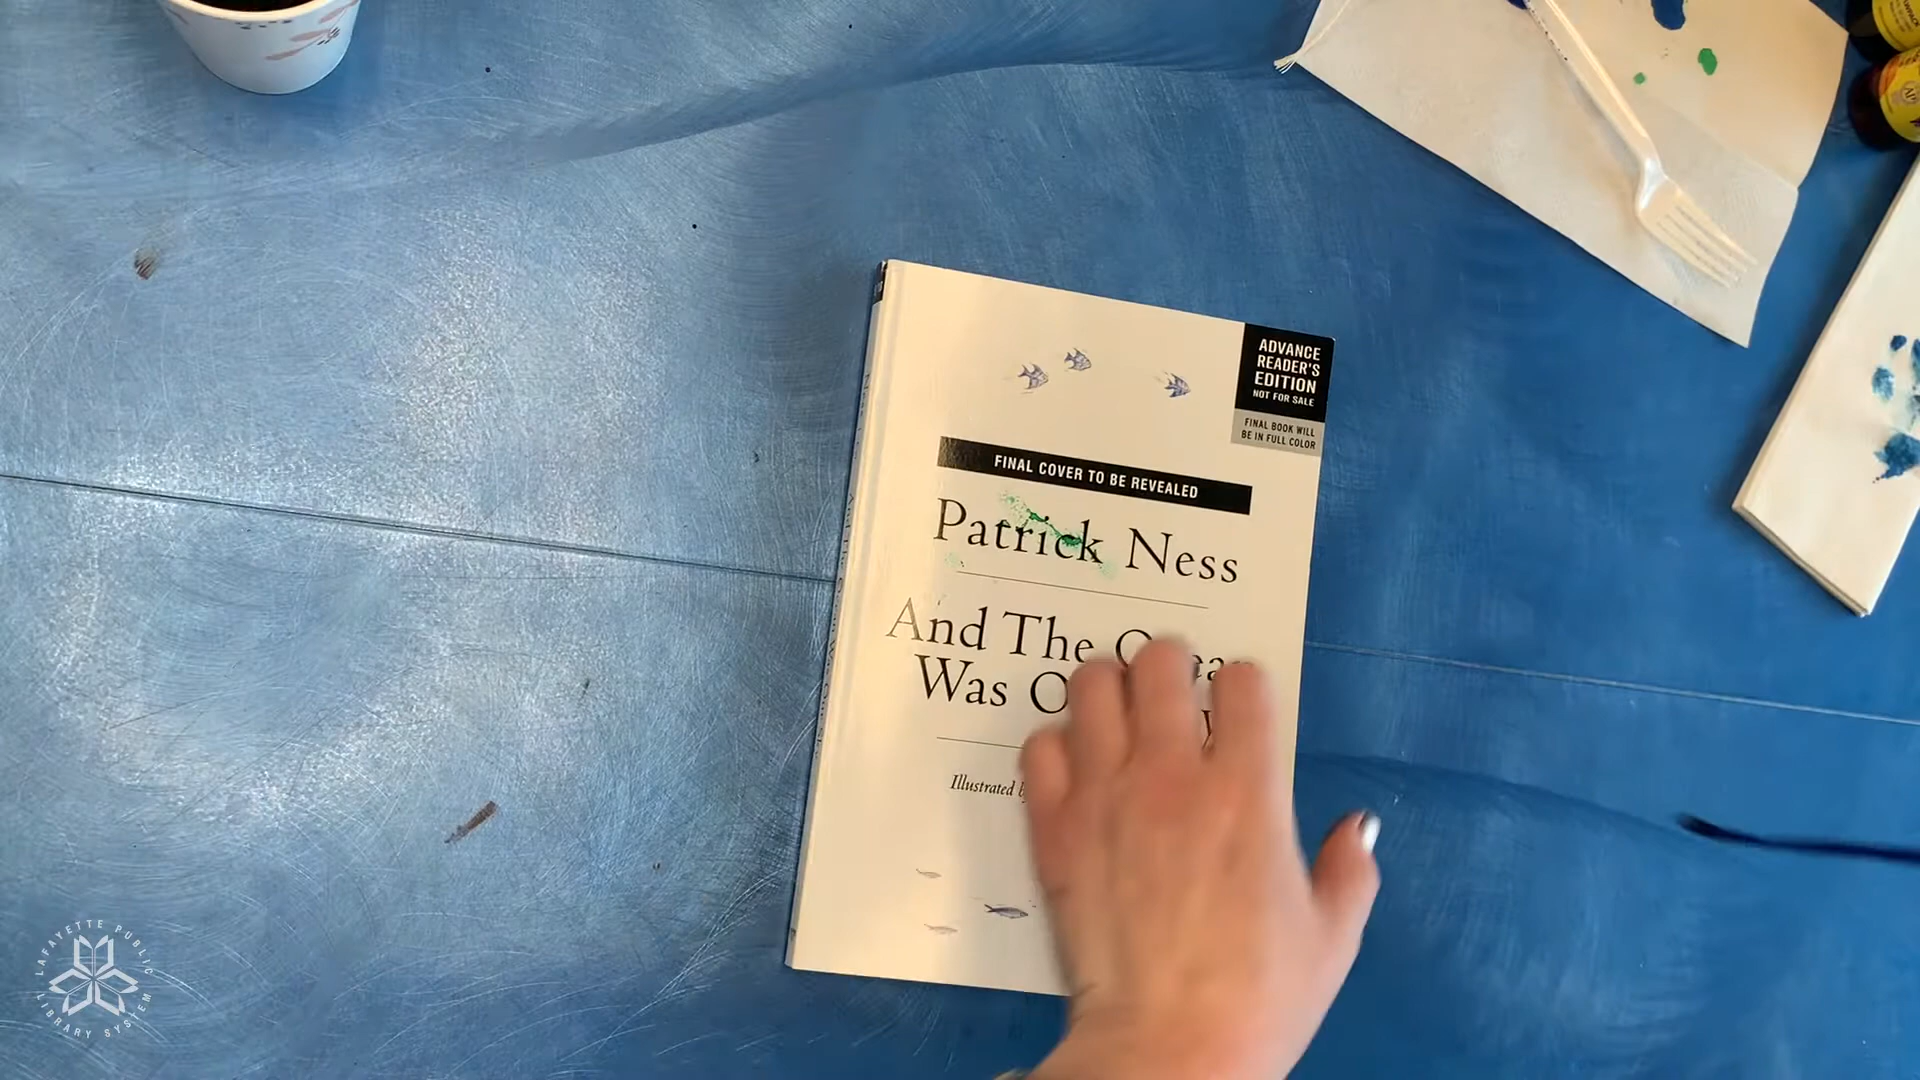 ADVANCE
READER'S
EDITION
NOT FOR SALE
FINAL BOOK WILL
BE IN FULL COLOR
FINAL COVER TO BE REVEALED
Patrick Ness
And The
Was
Illustrated
LAFAYETTE PUBLIC
LIBRARY SYSTEM